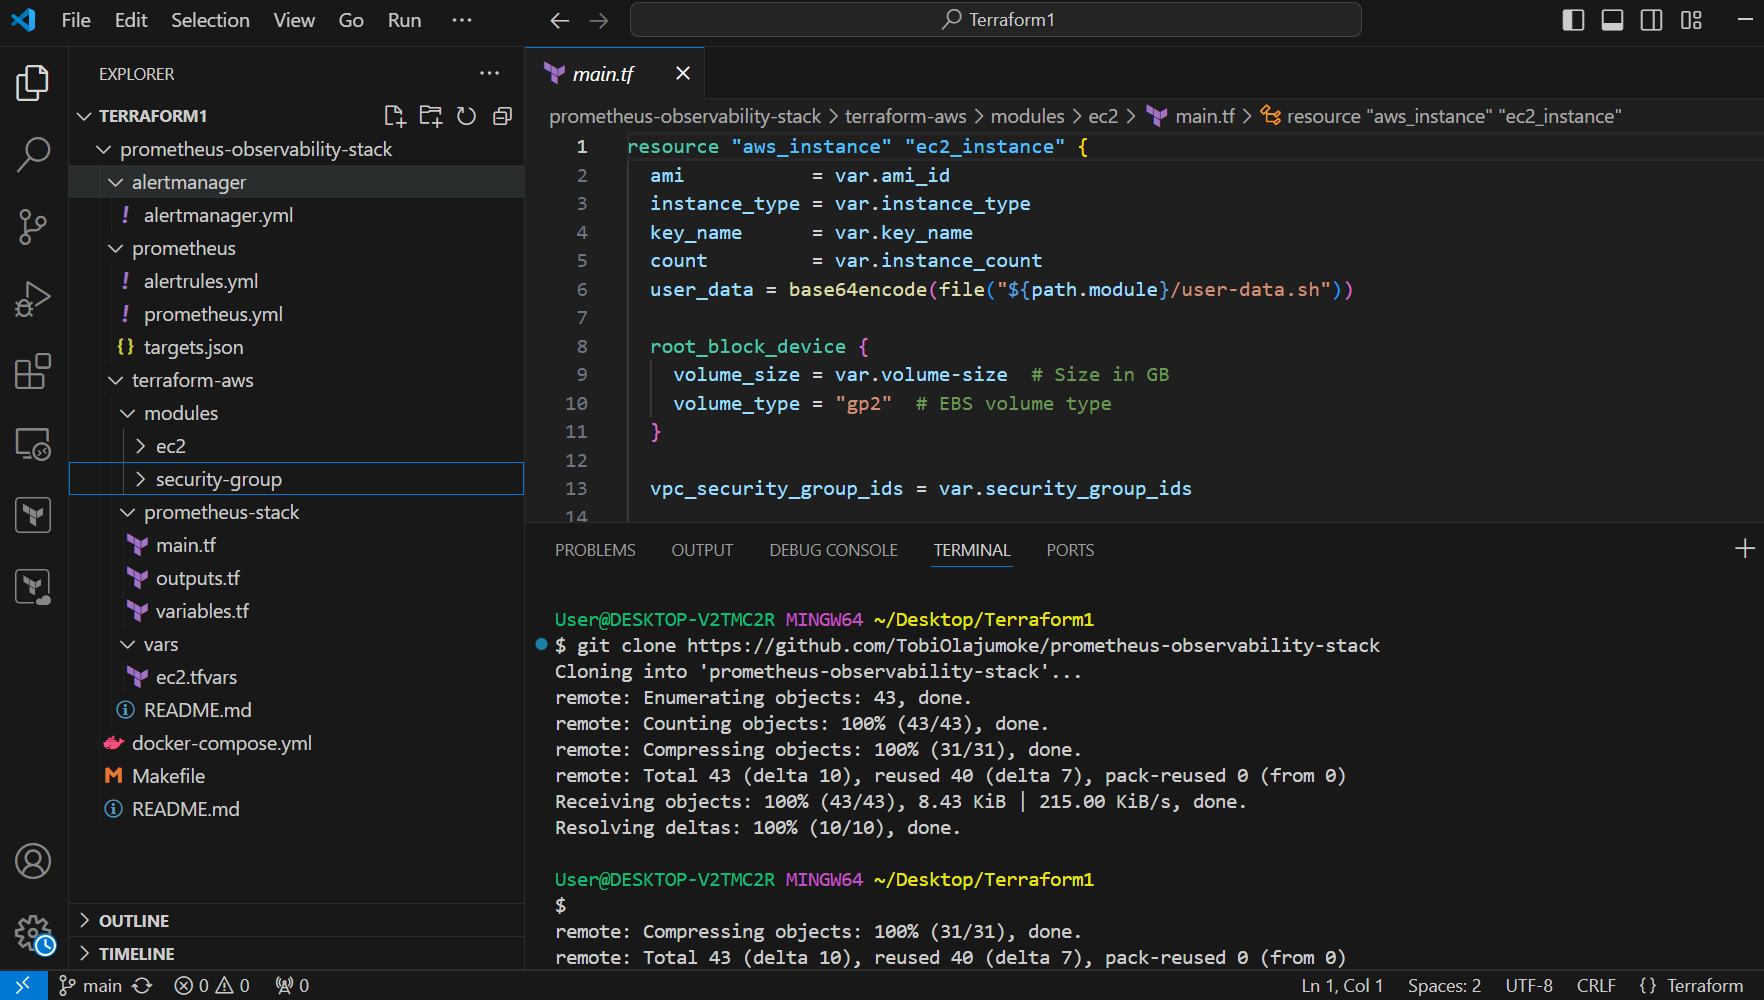 File Edit Selection View Go Run ···
Terraform1
EXPLORER
TERRAFORM1
prometheus-observability-stack
alertmanager
alertmanager.yml
prometheus
alertrules.yml
prometheus.yml
targets.json
terraform-aws
modules
ec2
security-group
prometheus-stack
main.tf
outputs.tf
variables.tf
vars
ec2.tfvars
README.md
docker-compose.yml
Makefile
README.md
OUTLINE
TIMELINE
main.tf
prometheus-observability-stack > terraform-aws > modules > ec2 > main.tf > resource "aws_instance" "ec2_instance"
1 resource "aws_instance" "ec2_instance" {
2 ami = var.ami_id
3 instance_type = var.instance_type
4 key_name = var.key_name
5 count = var.instance_count
6 user_data = base64encode(file("${path.module}/user-data.sh"))
7
8 root_block_device {
9 volume_size = var.volume-size # Size in GB
10 volume_type = "gp2" # EBS volume type
11 }
12
13 vpc_security_group_ids = var.security_group_ids
14
PROBLEMS OUTPUT DEBUG CONSOLE TERMINAL PORTS
User@DESKTOP-V2TMC2R MINGW64 ~/Desktop/Terraform1
$ git clone https://github.com/TobiOlajumoke/prometheus-observability-stack
Cloning into 'prometheus-observability-stack'...
remote: Enumerating objects: 43, done.
remote: Counting objects: 100% (43/43), done.
remote: Compressing objects: 100% (31/31), done.
remote: Total 43 (delta 10), reused 40 (delta 7), pack-reused 0 (from 0)
Receiving objects: 100% (43/43), 8.43 KiB | 215.00 KiB/s, done.
Resolving deltas: 100% (10/10), done.
User@DESKTOP-V2TMC2R MINGW64 ~/Desktop/Terraform1
$
remote: Compressing objects: 100% (31/31), done.
remote: Total 43 (delta 10), reused 40 (delta 7), pack-reused 0 (from 0)
main 0 0 0 Ln 1, Col 1 Spaces: 2 UTF-8 CRLF {} Terraform